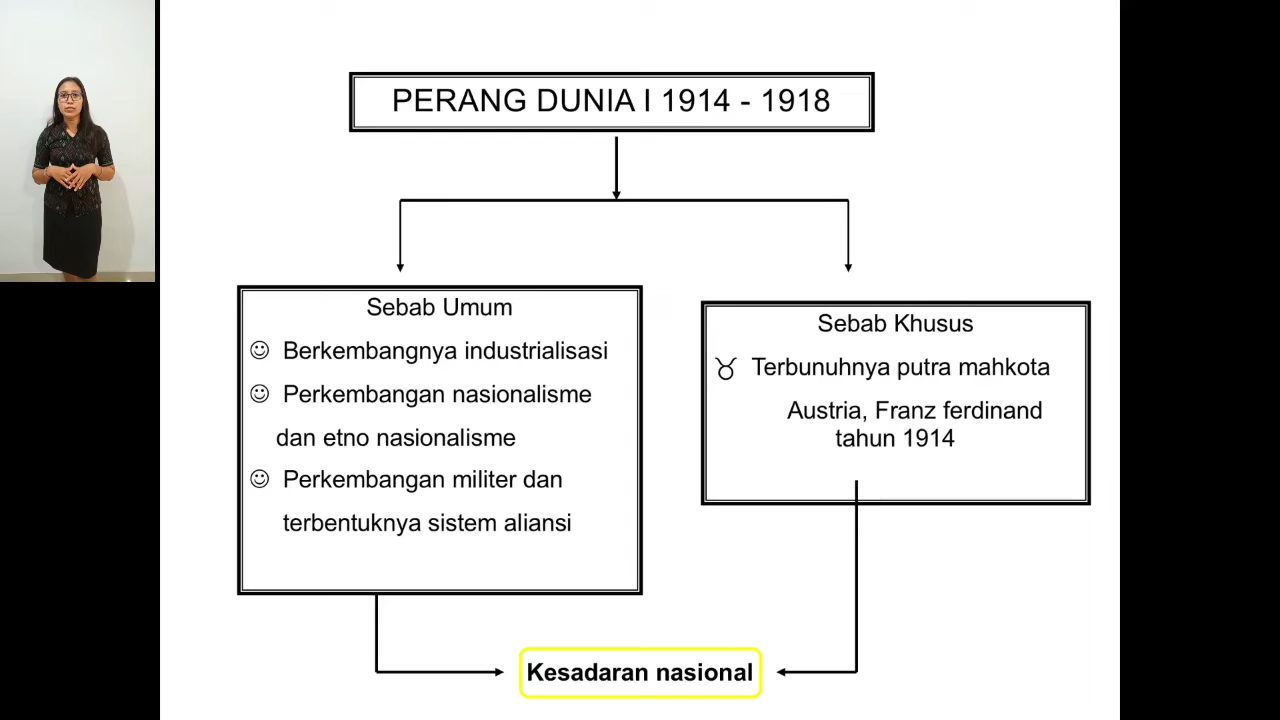 PERANG DUNIA I 1914 - 1918
Sebab Umum
☺ Berkembangnya industrialisasi
☺ Perkembangan nasionalisme
dan etno nasionalisme
☺ Perkembangan militer dan
terbentuknya sistem aliansi
Sebab Khusus
♉ Terbunuhnya putra mahkota
Austria, Franz ferdinand
tahun 1914
Kesadaran nasional